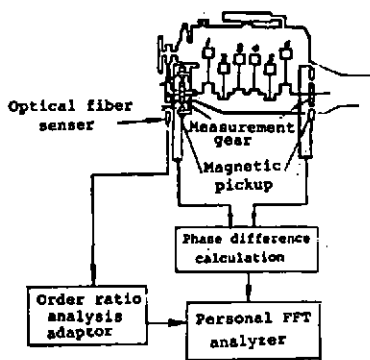 Optical fiber
senser
Measurement
gear
Magnetic
pickup
Phase difference
calculation
Order ratio
analysis
adaptor
Personal FFT
analyzer